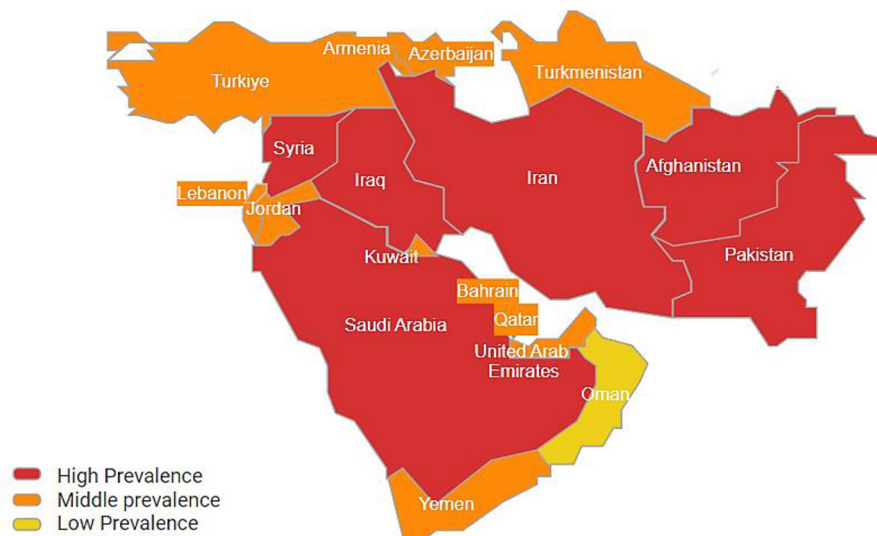 Armenia
Azerbaijan
Turkiye
Turkmenistan
Syria
Afghanistan
Iraq
Iran
Lebanon
Jordan
Kuwait
Pakistan
Bahrain
Saudi Arabia
Qatar
United Arab
Emirates
Oman
Yemen
High Prevalence
Middle prevalence
Low Prevalence